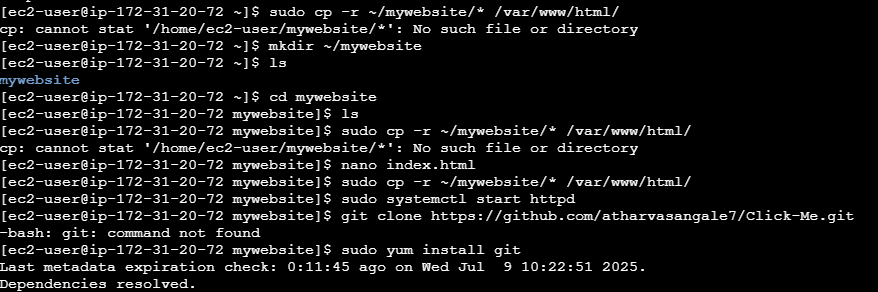 [ec2-user@ip-172-31-20-72 ~]$ sudo cp -r ~/mywebsite/* /var/www/html/
cp: cannot stat '/home/ec2-user/mywebsite/*': No such file or directory
[ec2-user@ip-172-31-20-72 ~]$ mkdir ~/mywebsite
[ec2-user@ip-172-31-20-72 ~]$ ls
mywebsite
[ec2-user@ip-172-31-20-72 ~]$ cd mywebsite
[ec2-user@ip-172-31-20-72 mywebsite]$ ls
[ec2-user@ip-172-31-20-72 mywebsite]$ sudo cp -r ~/mywebsite/* /var/www/html/
cp: cannot stat '/home/ec2-user/mywebsite/*': No such file or directory
[ec2-user@ip-172-31-20-72 mywebsite]$ nano index.html
[ec2-user@ip-172-31-20-72 mywebsite]$ sudo cp -r ~/mywebsite/* /var/www/html/
[ec2-user@ip-172-31-20-72 mywebsite]$ sudo systemctl start httpd
[ec2-user@ip-172-31-20-72 mywebsite]$ git clone https://github.com/atharvasangale7/Click-Me.git
-bash: git: command not found
[ec2-user@ip-172-31-20-72 mywebsite]$ sudo yum install git
Last metadata expiration check: 0:11:45 ago on Wed Jul  9 10:22:51 2025.
Dependencies resolved.